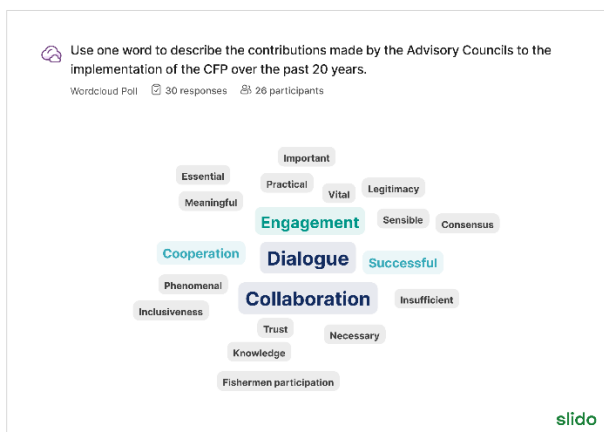 Use one word to describe the contributions made by the Advisory Councils to the
implementation of the CFP over the past 20 years.
Wordcloud Poll 30 responses 26 participants
Important
Essential
Practical
Vital
Legitimacy
Meaningful
Engagement
Sensible
Consensus
Cooperation
Dialogue
Successful
Phenomenal
Collaboration
Insufficient
Inclusiveness
Trust
Necessary
Knowledge
Fishermen participation
slido